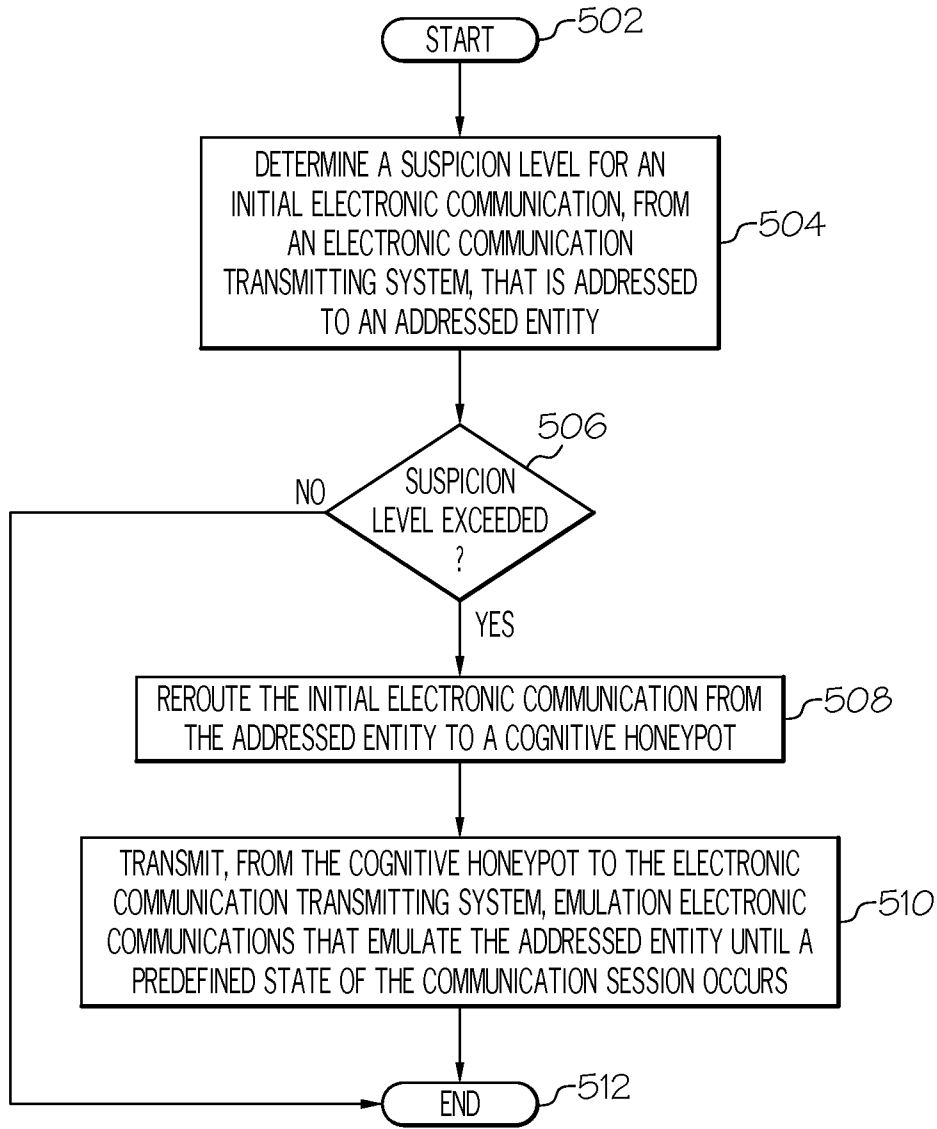 START
502
DETERMINE A SUSPICION LEVEL FOR AN
INITIAL ELECTRONIC COMMUNICATION, FROM
AN ELECTRONIC COMMUNICATION
TRANSMITTING SYSTEM, THAT IS ADDRESSED
TO AN ADDRESSED ENTITY
504
506
SUSPICION
LEVEL EXCEEDED
?
NO
YES
REROUTE THE INITIAL ELECTRONIC COMMUNICATION FROM
THE ADDRESSED ENTITY TO A COGNITIVE HONEYPOT
508
TRANSMIT, FROM THE COGNITIVE HONEYPOT TO THE ELECTRONIC
COMMUNICATION TRANSMITTING SYSTEM, EMULATION ELECTRONIC
COMMUNICATIONS THAT EMULATE THE ADDRESSED ENTITY UNTIL A
PREDEFINED STATE OF THE COMMUNICATION SESSION OCCURS
510
END
512